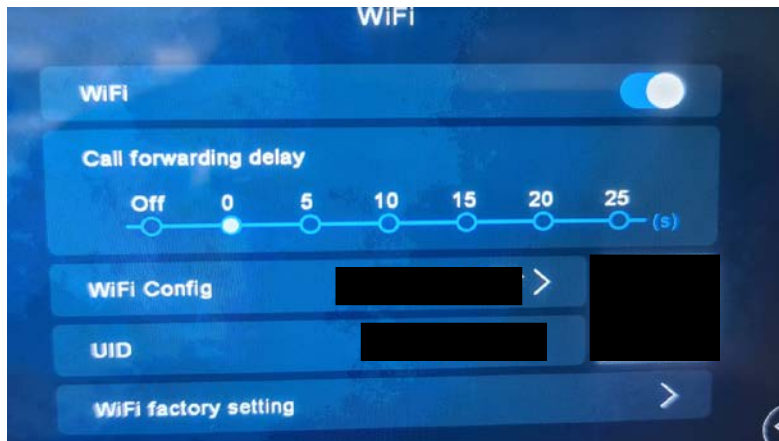 WiFi
WiFi
Call forwarding delay
Off 0 5 10 15 20 25 (s)
WiFi Config
UID
WiFi factory setting